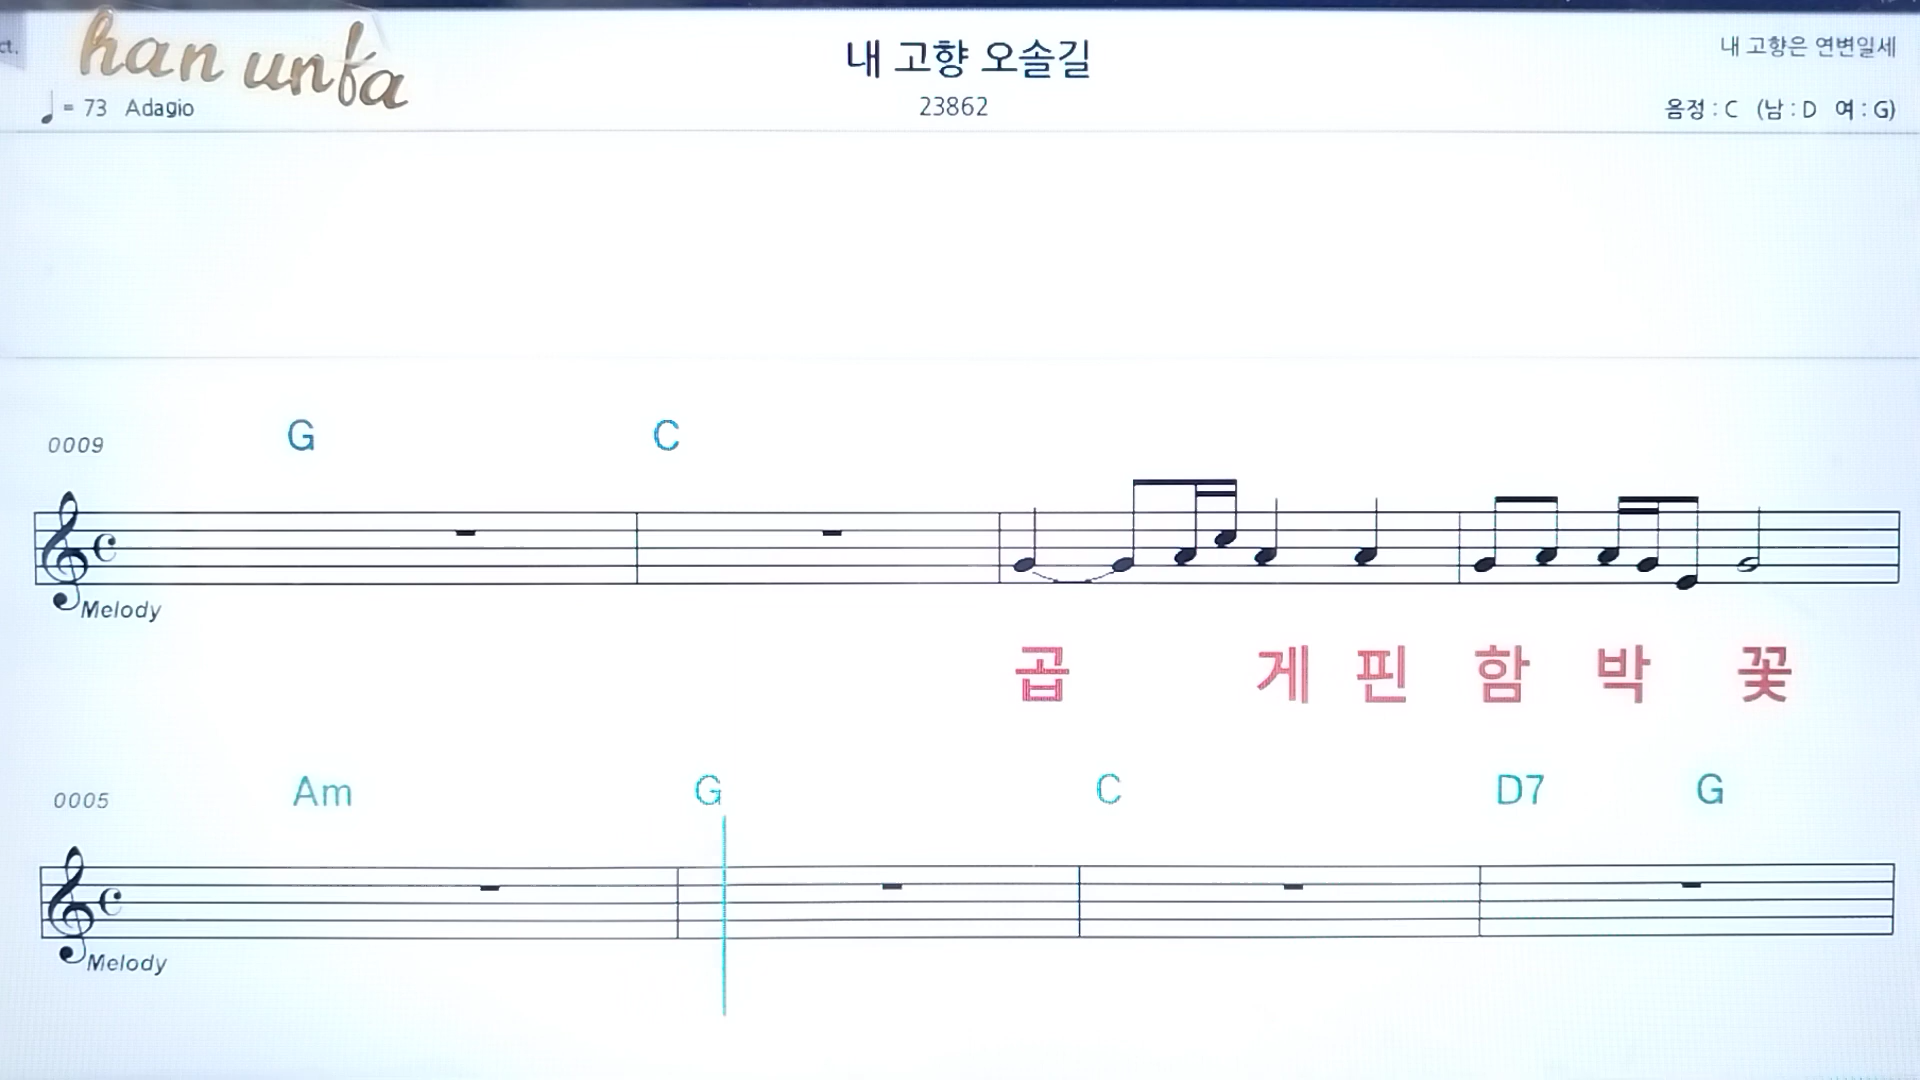 ct.
han unfa
내 고향 오솔길
내 고향은 연변일세
♩ = 73 Adagio
23862
음정 : C (남 : D 여 : G)
0009 G C
Melody
곱 게 핀 함 박 꽃
0005 Am G C D7 G
Melody